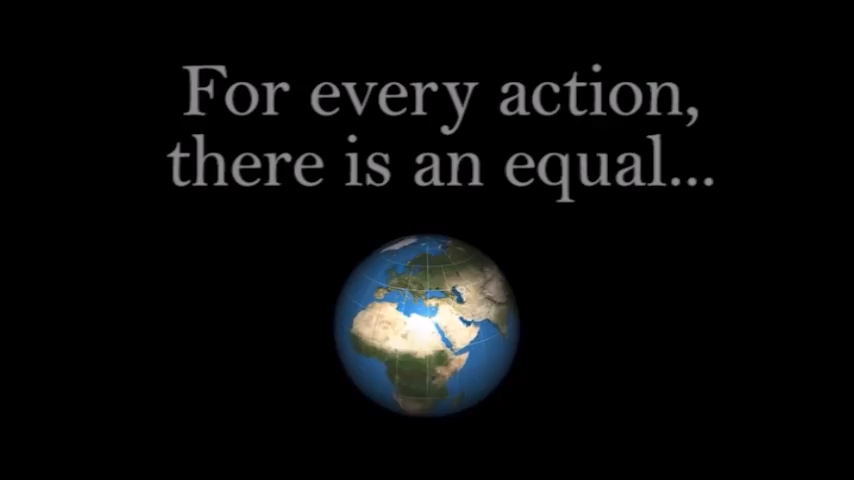 For every action,
there is an equal...